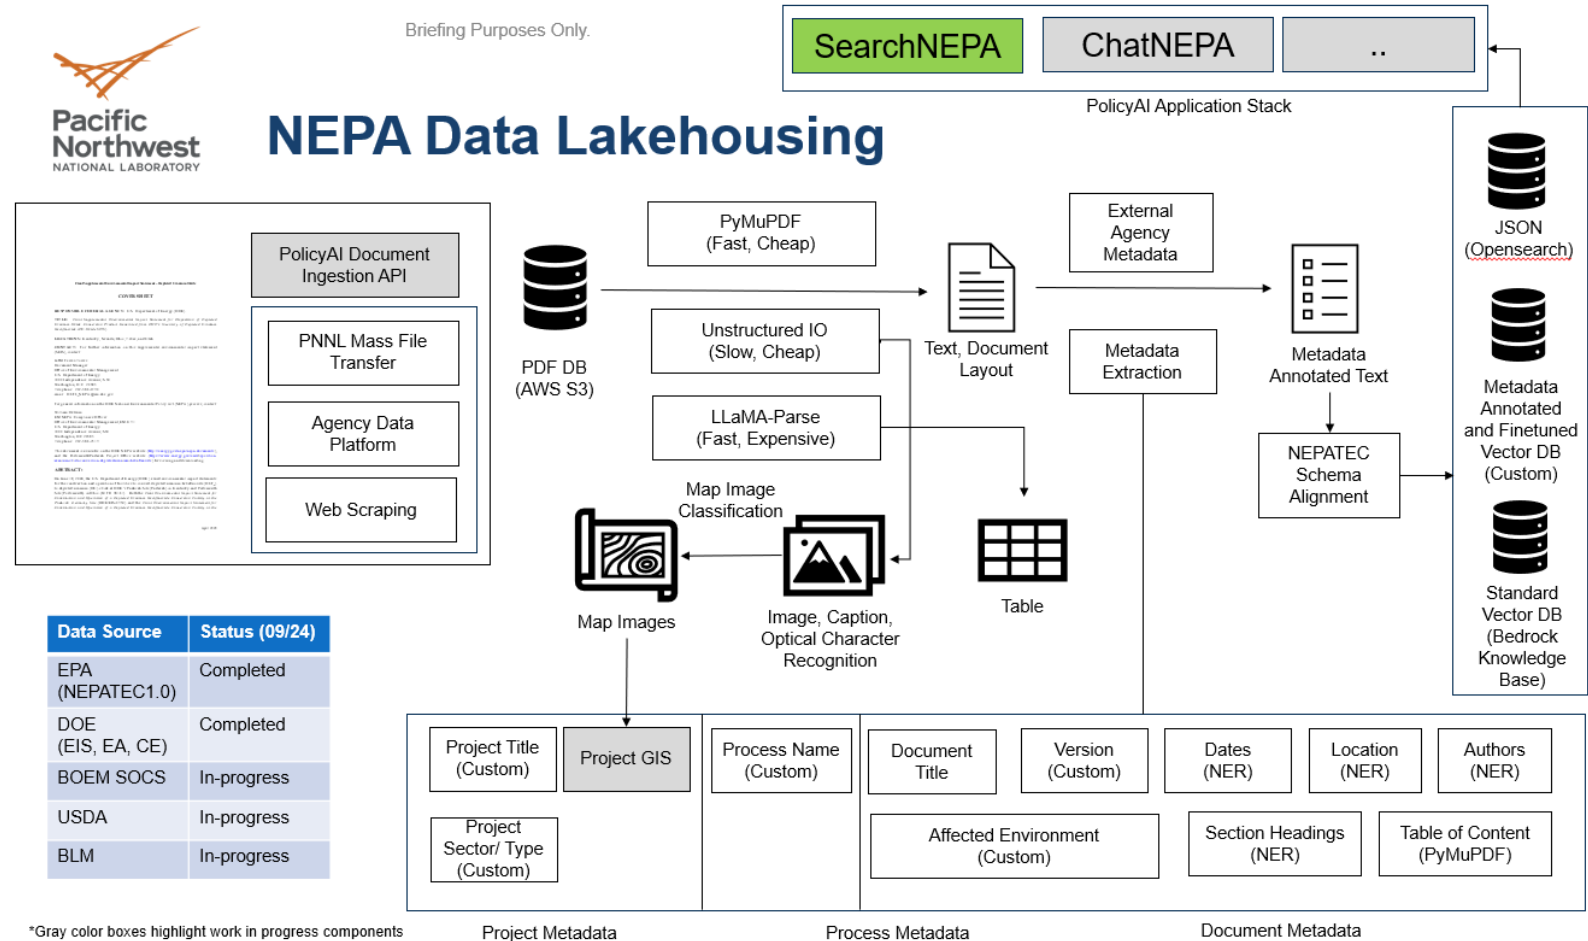 Briefing Purposes Only.
Pacific
Northwest
NATIONAL LABORATORY
NEPA Data Lakehousing
SearchNEPA
ChatNEPA
..
PolicyAI Application Stack
COVER SHEET
ABSTRACT:
PolicyAI Document
Ingestion API
PNNL Mass File
Transfer
Agency Data
Platform
Web Scraping
PDF DB
(AWS S3)
PyMuPDF
(Fast, Cheap)
Unstructured IO
(Slow, Cheap)
LLaMA-Parse
(Fast, Expensive)
Text, Document
Layout
External
Agency
Metadata
Metadata
Extraction
Metadata
Annotated Text
NEPATEC
Schema
Alignment
JSON
(Opensearch)
Metadata
Annotated
and Finetuned
Vector DB
(Custom)
Standard
Vector DB
(Bedrock
Knowledge
Base)
Map Image
Classification
Map Images
Image, Caption,
Optical Character
Recognition
Table
Data Source
Status (09/24)
EPA
(NEPATEC1.0)
Completed
DOE
(EIS, EA, CE)
Completed
BOEM SOCS
In-progress
USDA
In-progress
BLM
In-progress
Project Title
(Custom)
Project GIS
Project
Sector/ Type
(Custom)
Process Name
(Custom)
Document
Title
Version
(Custom)
Dates
(NER)
Location
(NER)
Authors
(NER)
Affected Environment
(Custom)
Section Headings
(NER)
Table of Content
(PyMuPDF)
*Gray color boxes highlight work in progress components
Project Metadata
Process Metadata
Document Metadata